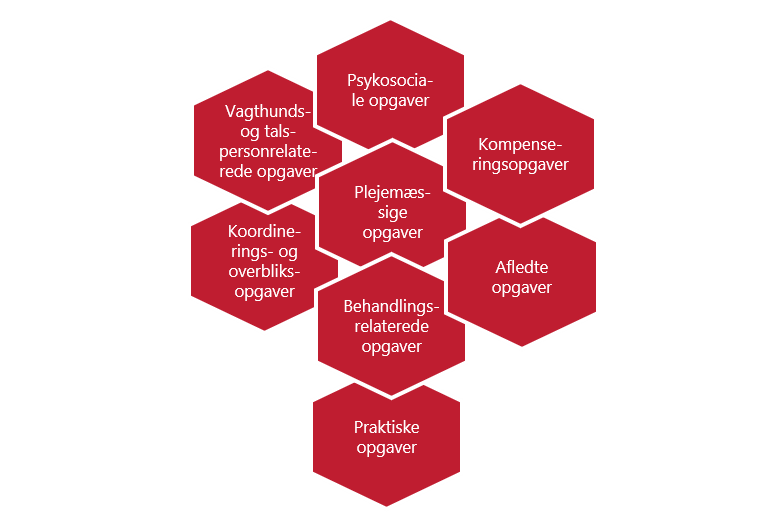 Psykosocia-
le opgaver
Vagthunds-
og tals-
personrelate-
rede opgaver
Kompense-
ringsopgaver
Plejemæs-
sige
opgaver
Koordine-
rings- og
overbliks-
opgaver
Afledte
opgaver
Behandlings-
relaterede
opgaver
Praktiske
opgaver